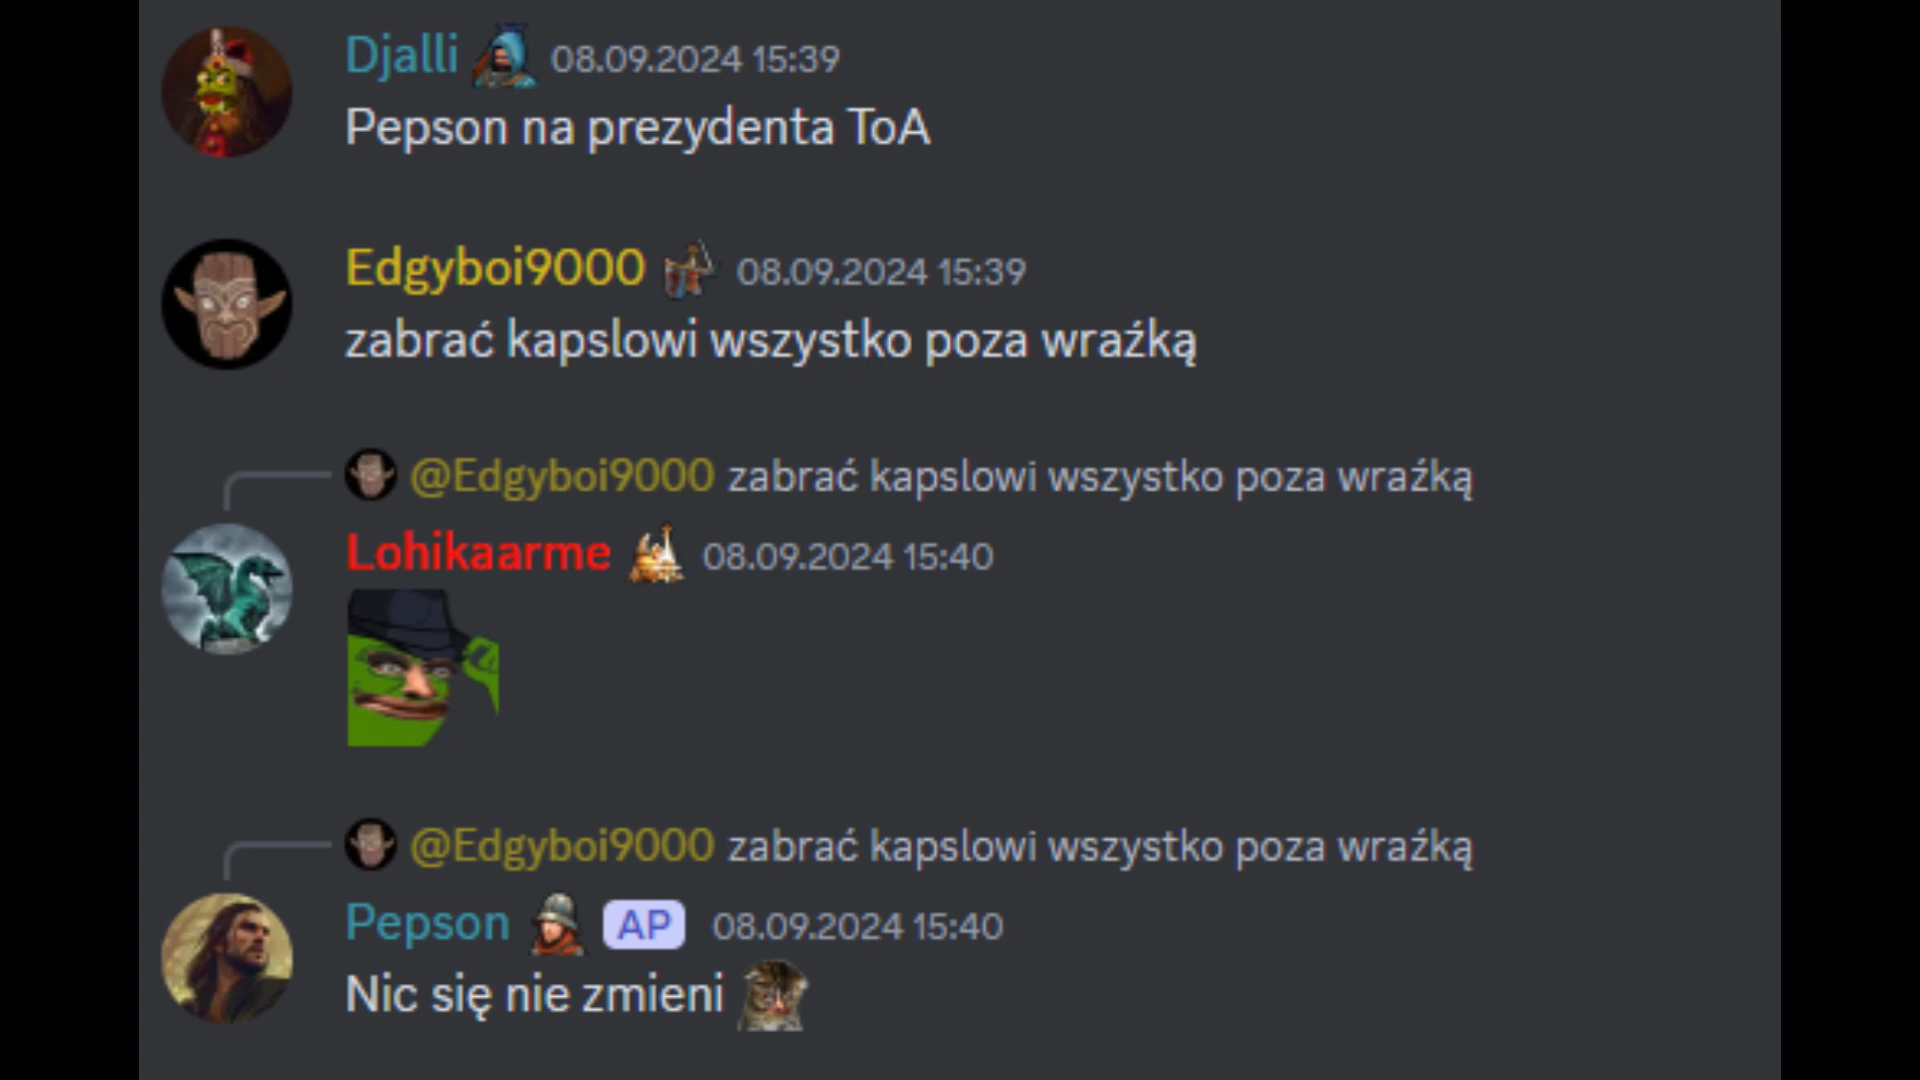 Djalli 08.09.2024 15:39
Pepson na prezydenta ToA
Edgyboi9000 08.09.2024 15:39
zabrać kapslowi wszystko poza wraźką
@Edgyboi9000 zabrać kapslowi wszystko poza wraźką
Lohikaarme 08.09.2024 15:40
@Edgyboi9000 zabrać kapslowi wszystko poza wraźką
Pepson AP 08.09.2024 15:40
Nic się nie zmieni